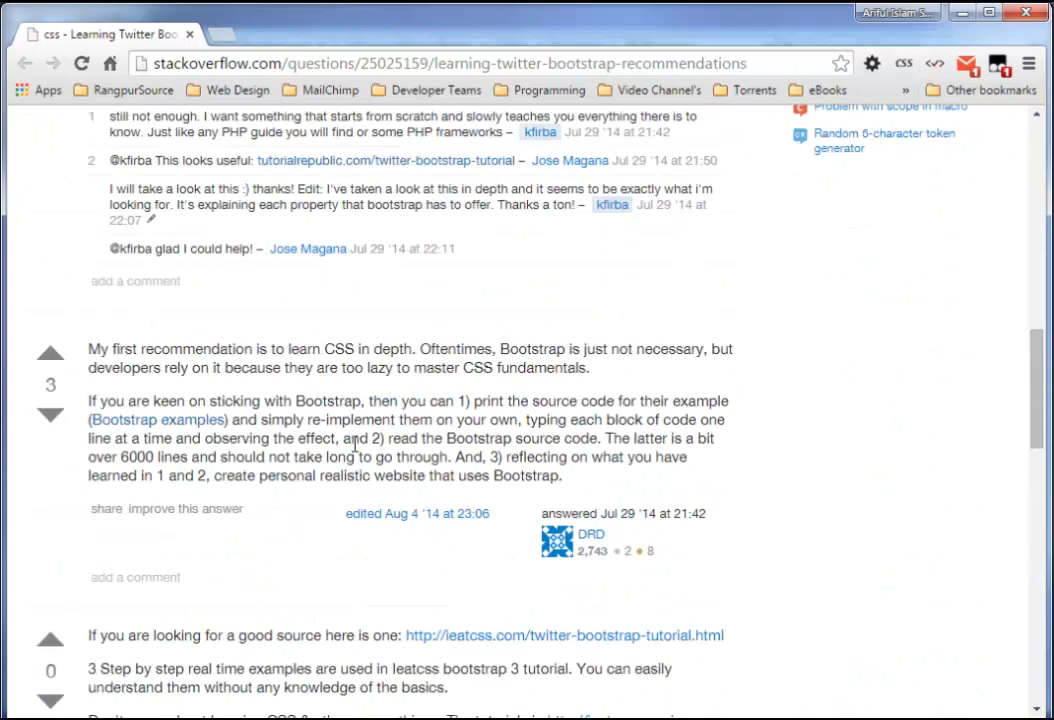 Ariful Islam S...
css - Learning Twitter Boo
stackoverflow.com/questions/25025159/learning-twitter-bootstrap-recommendations
CSS
1
1
Apps RangpurSource Web Design MailChimp Developer Teams Programming Video Channel's Torrents eBooks » Other bookmarks
1 still not enough. I want something that starts from scratch and slowly teaches you everything there is to
know. Just like any PHP guide you will find or some PHP frameworks – kfirba Jul 29 '14 at 21:42
2 @kfirba This looks useful: tutorialrepublic.com/twitter-bootstrap-tutorial – Jose Magana Jul 29 '14 at 21:50
I will take a look at this :) thanks! Edit: I've taken a look at this in depth and it seems to be exactly what i'm
looking for. It's explaining each property that bootstrap has to offer. Thanks a ton! – kfirba Jul 29 '14 at
22:07
@kfirba glad I could help! – Jose Magana Jul 29 '14 at 22:11
add a comment
Problem with scope in macro
Random 5-character token
generator
3
My first recommendation is to learn CSS in depth. Oftentimes, Bootstrap is just not necessary, but
developers rely on it because they are too lazy to master CSS fundamentals.
If you are keen on sticking with Bootstrap, then you can 1) print the source code for their example
(Bootstrap examples) and simply re-implement them on your own, typing each block of code one
line at a time and observing the effect, and 2) read the Bootstrap source code. The latter is a bit
over 6000 lines and should not take long to go through. And, 3) reflecting on what you have
learned in 1 and 2, create personal realistic website that uses Bootstrap.
share improve this answer
edited Aug 4 '14 at 23:06
answered Jul 29 '14 at 21:42
DRD
2,743 2 8
add a comment
0
If you are looking for a good source here is one: http://leatcss.com/twitter-bootstrap-tutorial.html
3 Step by step real time examples are used in leatcss bootstrap 3 tutorial. You can easily
understand them without any knowledge of the basics.